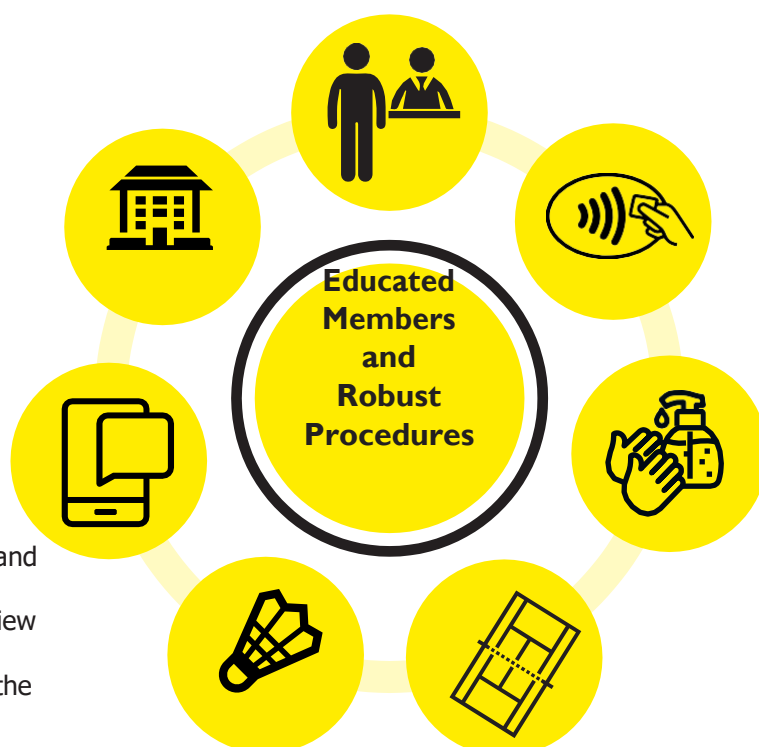 Educated
Members
and
Robust
Procedures
and
iew
the